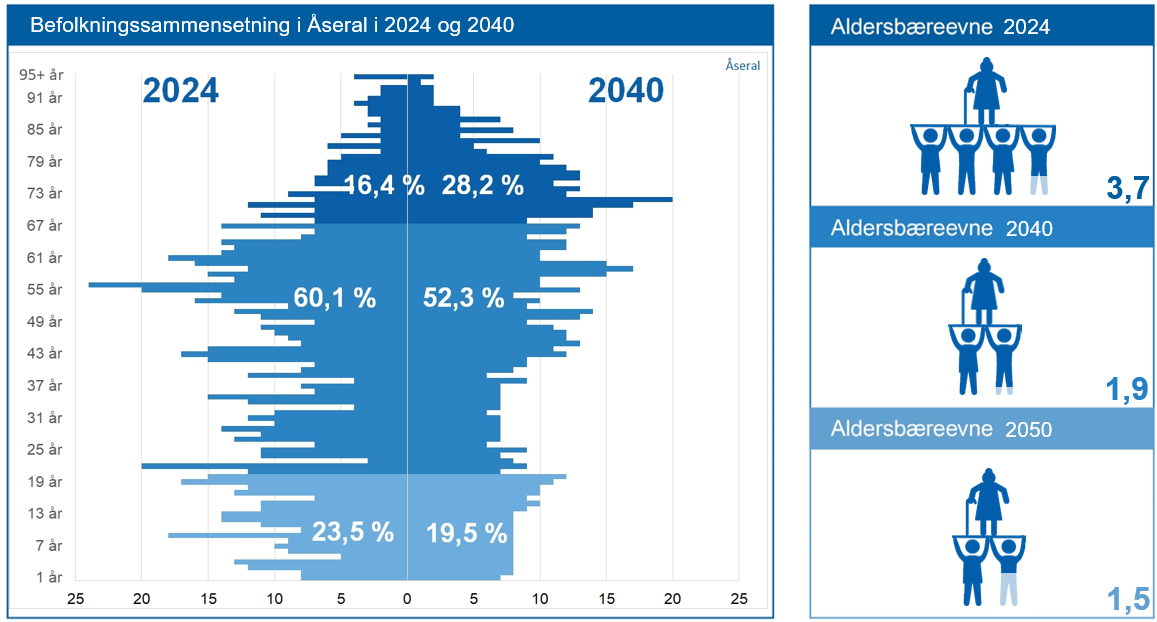 Befolkningssammensetning i Åseral i 2024 og 2040
Åseral
2024
2040
95+ år
91 år
85 år
79 år
73 år
67 år
61 år
55 år
49 år
43 år
37 år
31 år
25 år
19 år
13 år
7 år
1 år
16,4 %
28,2 %
60,1 %
52,3 %
23,5 %
19,5 %
25
20
15
10
5
0
5
10
15
20
25
Aldersbæreevne 2024
3,7
Aldersbæreevne 2040
1,9
Aldersbæreevne 2050
1,5